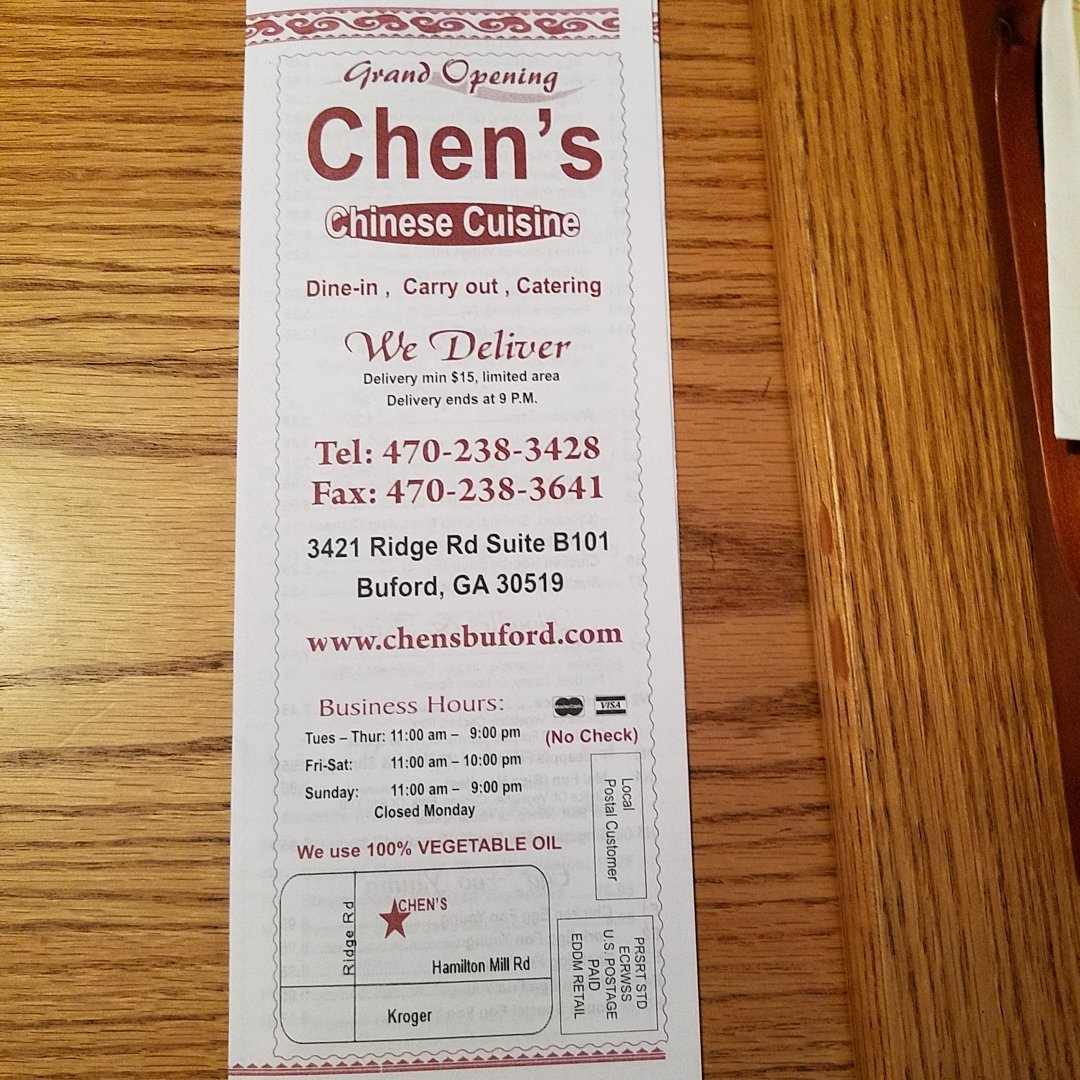 Grand Opening
Chen's
Chinese Cuisine
Dine-in , Carry out , Catering
We Deliver
Delivery min $15, limited area
Delivery ends at 9 P.M.
Tel: 470-238-3428
Fax: 470-238-3641
3421 Ridge Rd Suite B101
Buford, GA 30519
www.chensbuford.com
Business Hours:
MasterCard VISA
Tues – Thur: 11:00 am – 9:00 pm
(No Check)
Fri-Sat: 11:00 am – 10:00 pm
Sunday: 11:00 am – 9:00 pm
Closed Monday
We use 100% VEGETABLE OIL
Local
Postal Customer
Ridge Rd
CHEN'S
Hamilton Mill Rd
Kroger
PRSRT STD
ECRWSS
U.S. POSTAGE
PAID
EDDM RETAIL